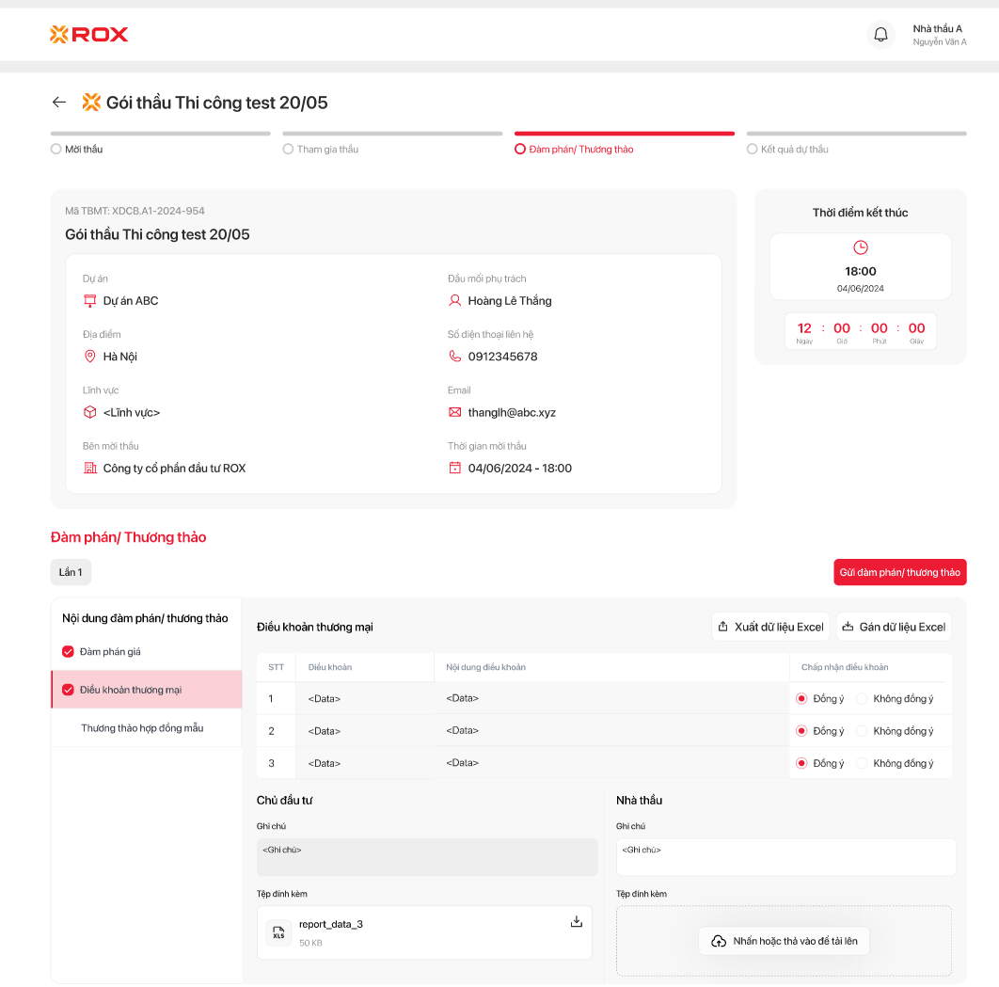 ROX
Nhà thầu A
Nguyễn Văn A
Gói thầu Thi công test 20/05
Mời thầu
Tham gia thầu
Đàm phán/ Thương thảo
Kết quả dự thầu
Mã TBMT: XDCB.A1-2024-954
Gói thầu Thi công test 20/05
Dự án
Dự án ABC
Đầu mối phụ trách
Hoàng Lê Thắng
Địa điểm
Hà Nội
Số điện thoại liên hệ
0912345678
Lĩnh vực
<Lĩnh vực>
Email
thanglh@abc.xyz
Bên mời thầu
Công ty cổ phần đầu tư ROX
Thời gian mời thầu
04/06/2024 - 18:00
Thời điểm kết thúc
18:00
04/06/2024
12 : 00 : 00 : 00
Ngày Giờ Phút Giây
Đàm phán/ Thương thảo
Lần 1
Gửi đàm phán/ thương thảo
Nội dung đàm phán/ thương thảo
Đàm phán giá
Điều khoản thương mại
Thương thảo hợp đồng mẫu
Điều khoản thương mại
Xuất dữ liệu Excel
Gán dữ liệu Excel
STT Điều khoản Nội dung điều khoản Chấp nhận điều khoản
1 <Data> <Data> Đồng ý Không đồng ý
2 <Data> <Data> Đồng ý Không đồng ý
3 <Data> <Data> Đồng ý Không đồng ý
Chủ đầu tư
Ghi chú
<Ghi chú>
Tệp đính kèm
XLS
report_data_3
50 KB
Nhà thầu
Ghi chú
<Ghi chú>
Tệp đính kèm
Nhấn hoặc thả vào để tải lên